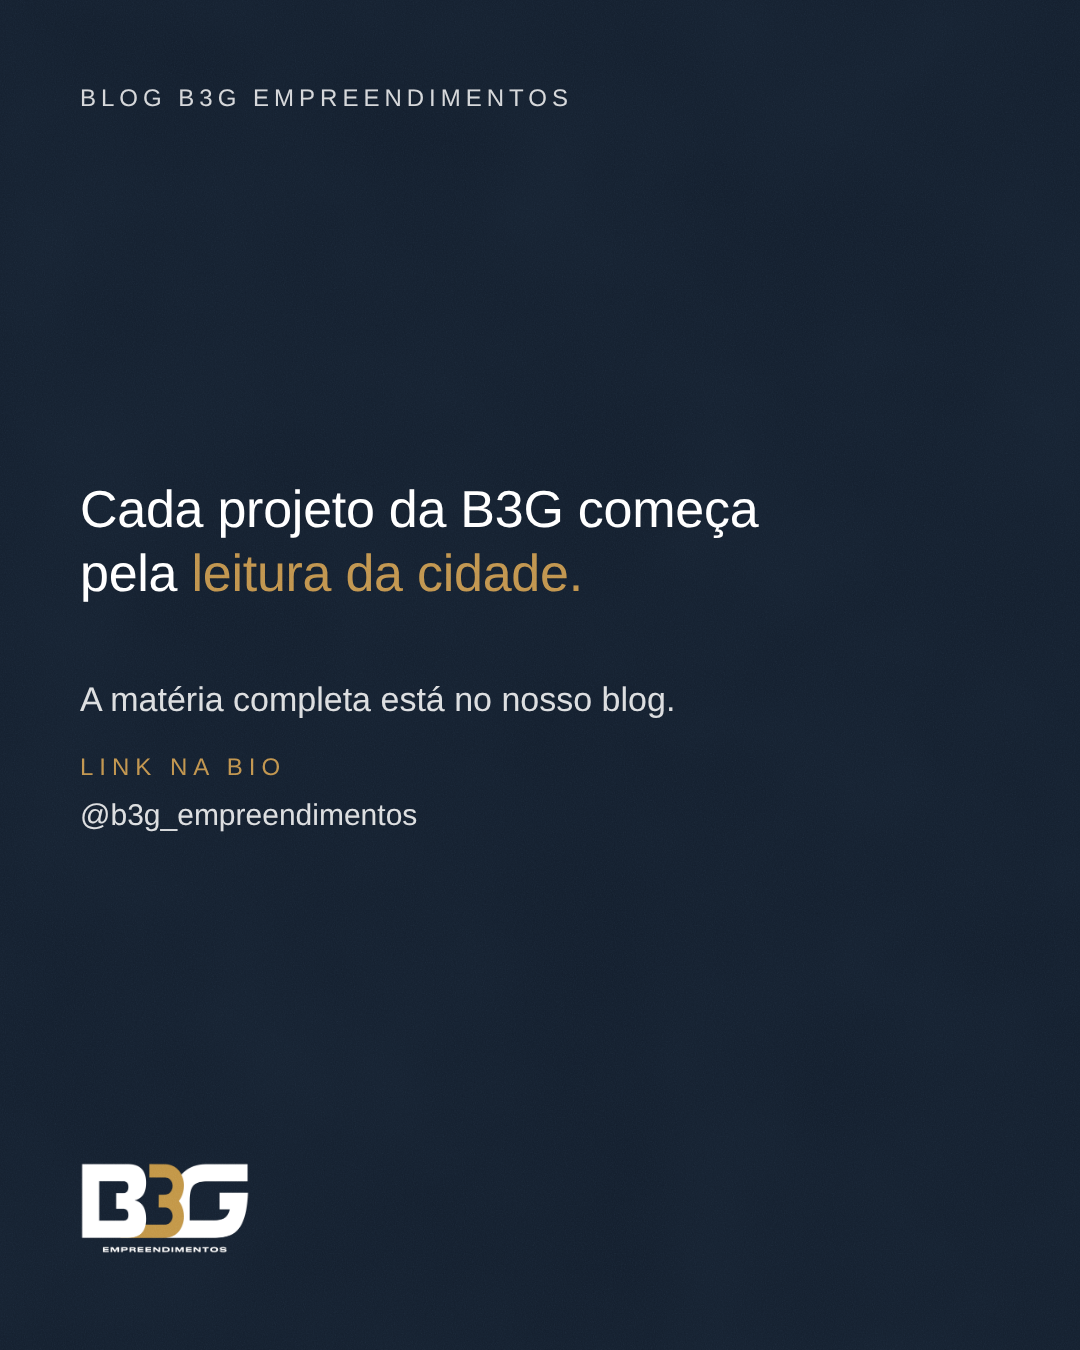 BLOG B3G EMPREENDIMENTOS
Cada projeto da B3G começa
pela leitura da cidade.
A matéria completa está no nosso blog.
LINK NA BIO
@b3g_empreendimentos
B3G
EMPREENDIMENTOS